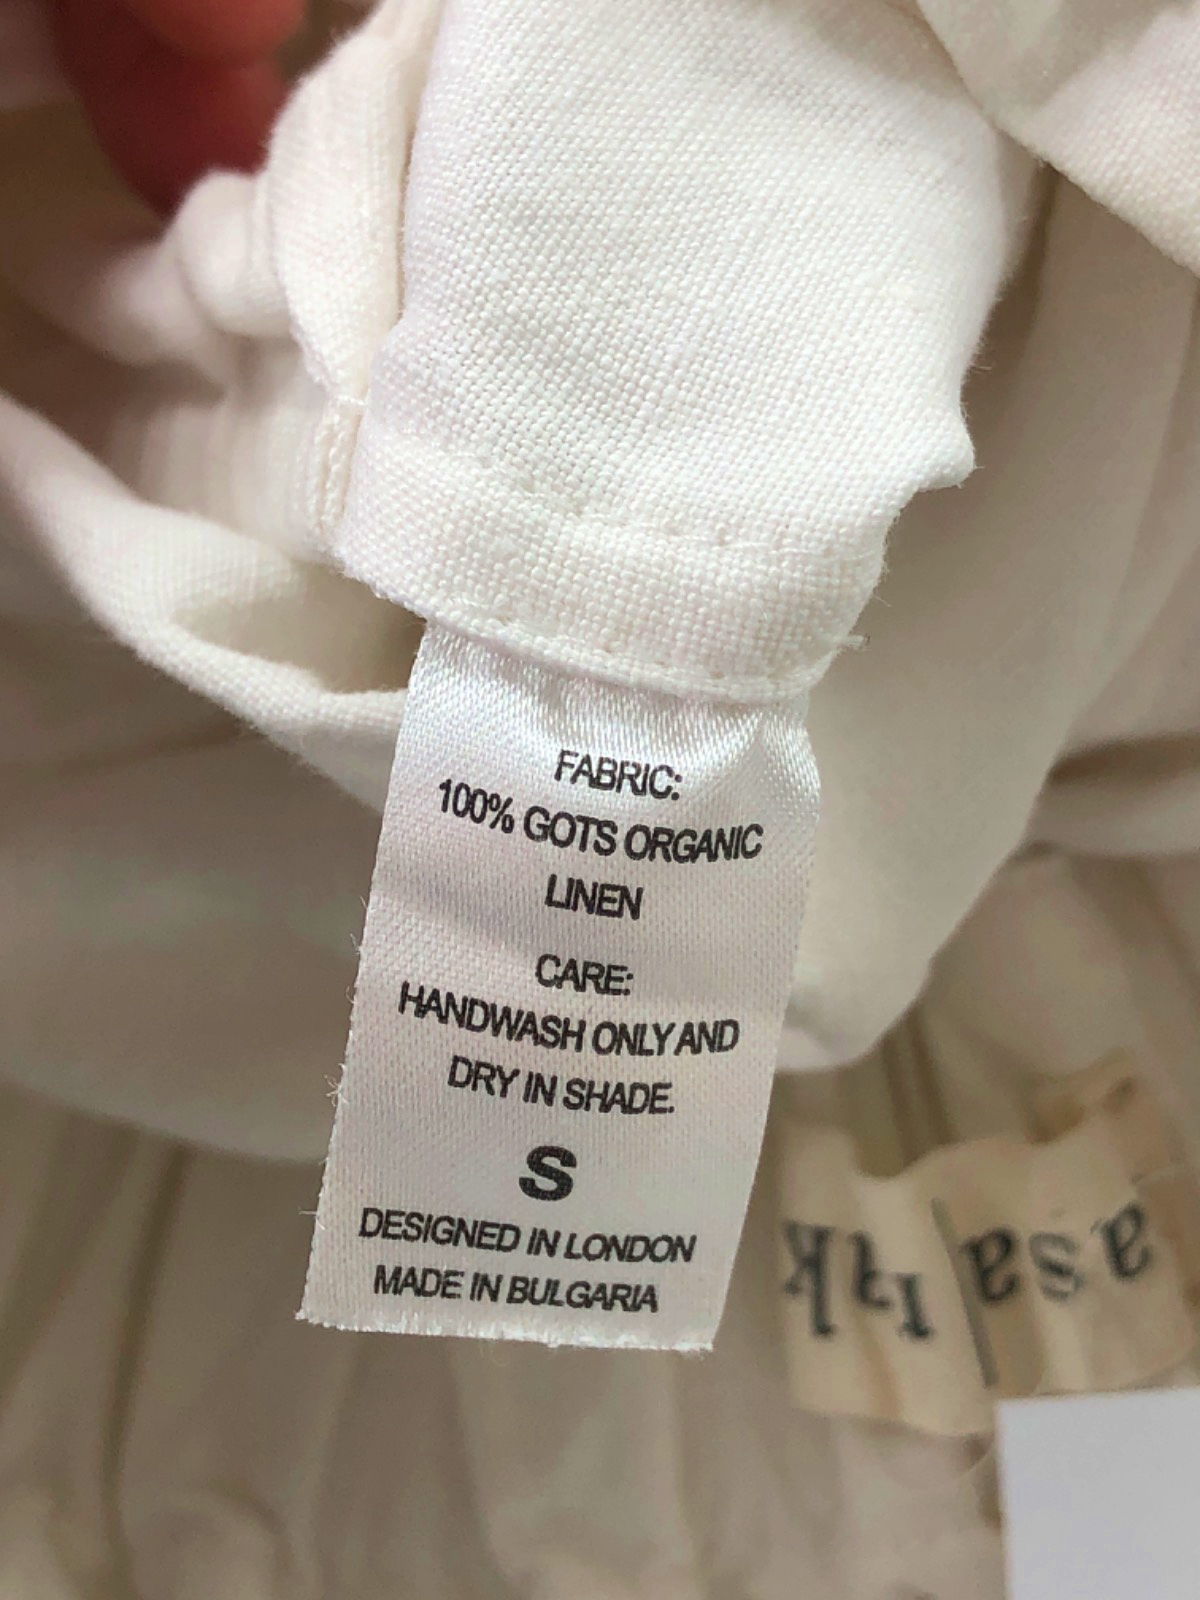 FABRIC:
100% GOTS ORGANIC
LINEN
CARE:
HANDWASH ONLY AND
DRY IN SHADE.
S
DESIGNED IN LONDON
MADE IN BULGARIA